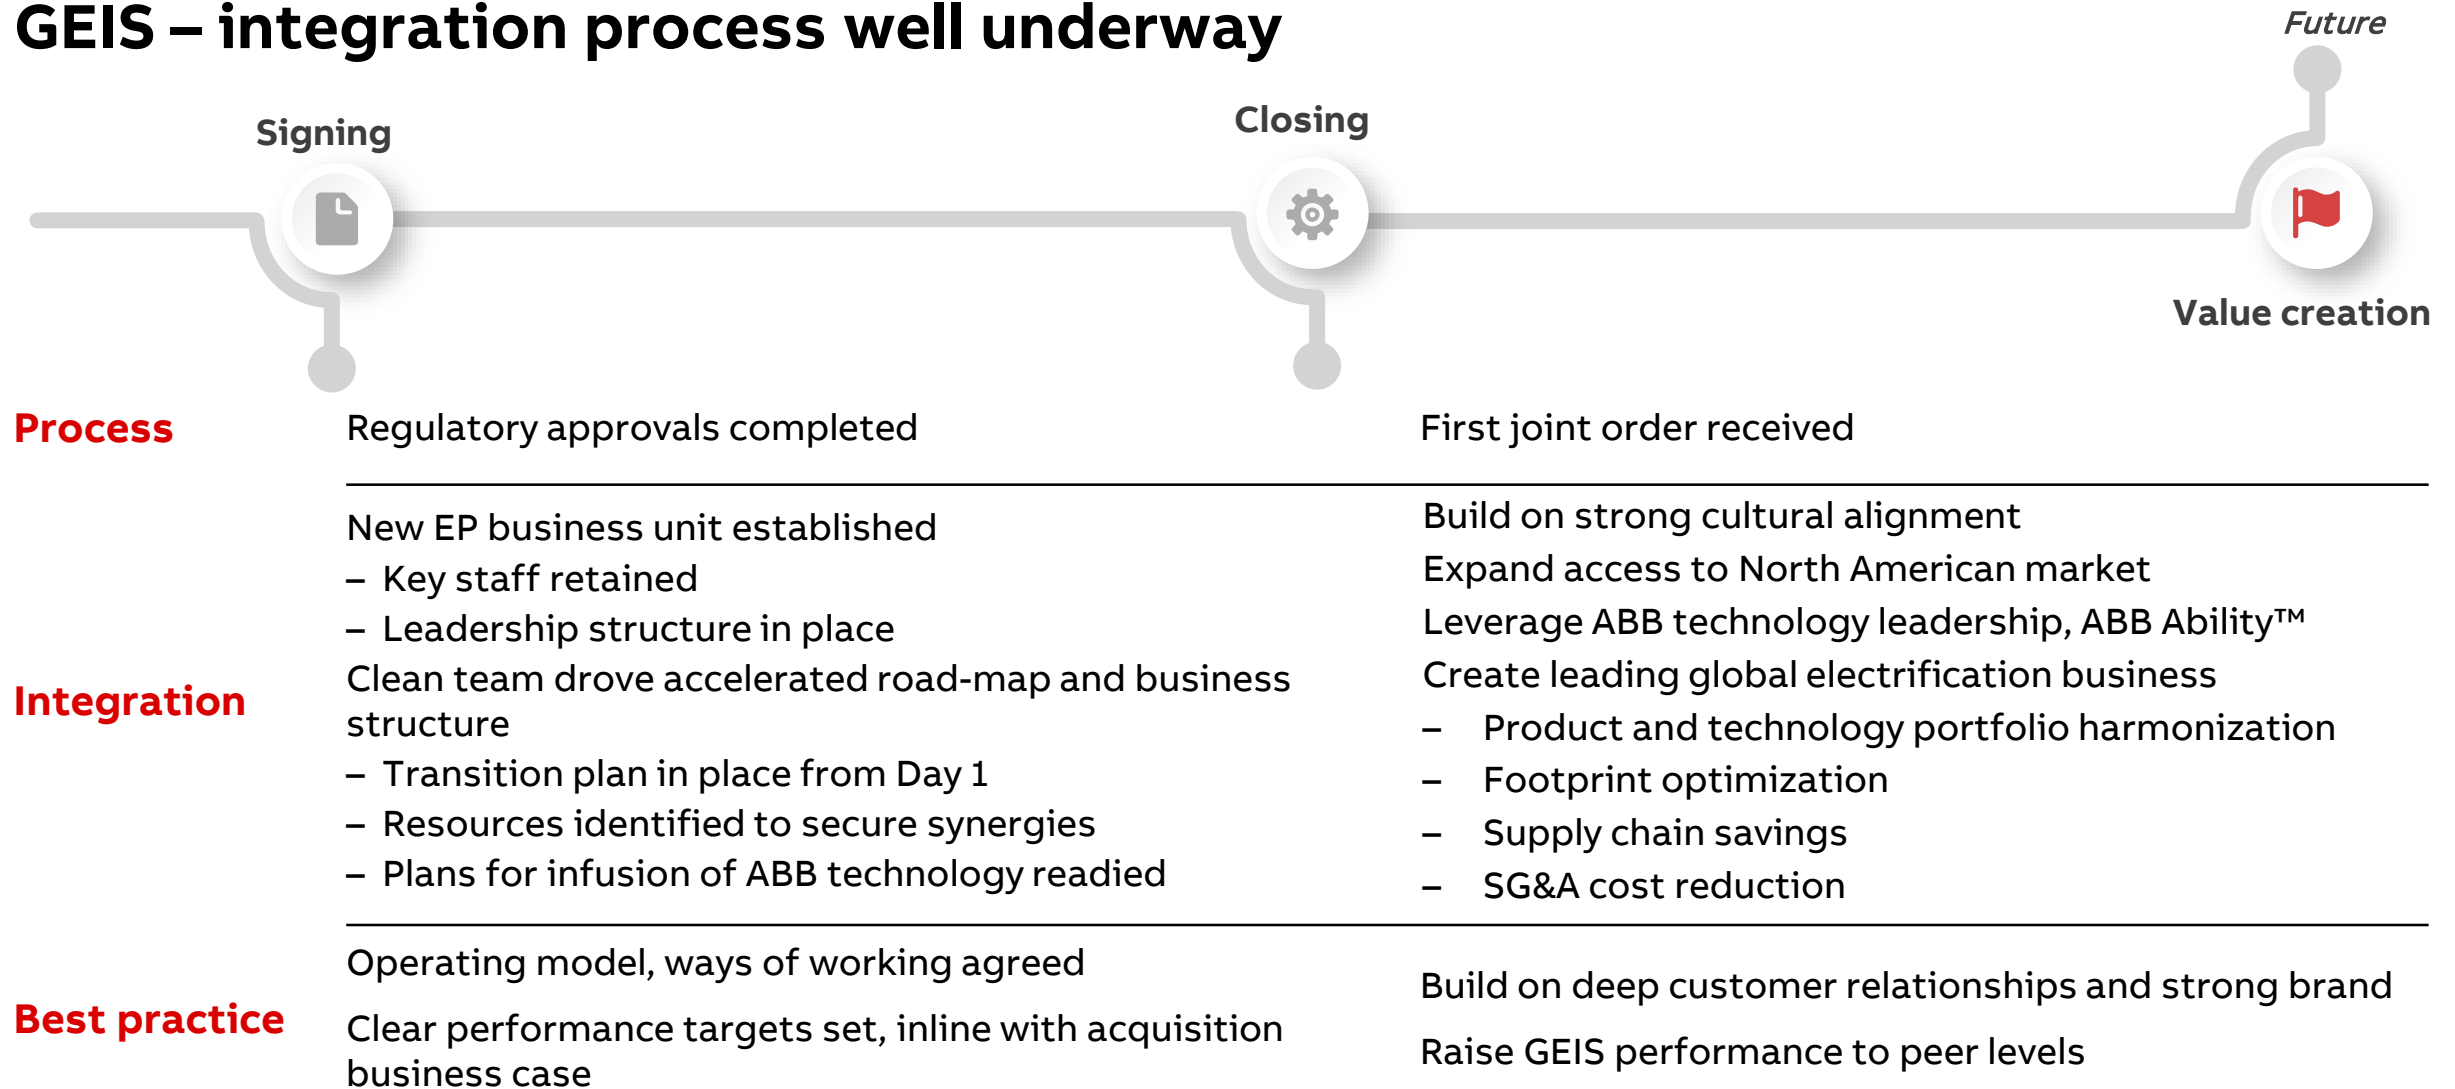 GEIS – integration process well underway
Future
Signing
Closing
Value creation
Process
Regulatory approvals completed
First joint order received
Integration
New EP business unit established
– Key staff retained
– Leadership structure in place
Clean team drove accelerated road-map and business
structure
– Transition plan in place from Day 1
– Resources identified to secure synergies
– Plans for infusion of ABB technology readied
Build on strong cultural alignment
Expand access to North American market
Leverage ABB technology leadership, ABB Ability™
Create leading global electrification business
– Product and technology portfolio harmonization
– Footprint optimization
– Supply chain savings
– SG&A cost reduction
Best practice
Operating model, ways of working agreed
Clear performance targets set, inline with acquisition
business case
Build on deep customer relationships and strong brand
Raise GEIS performance to peer levels